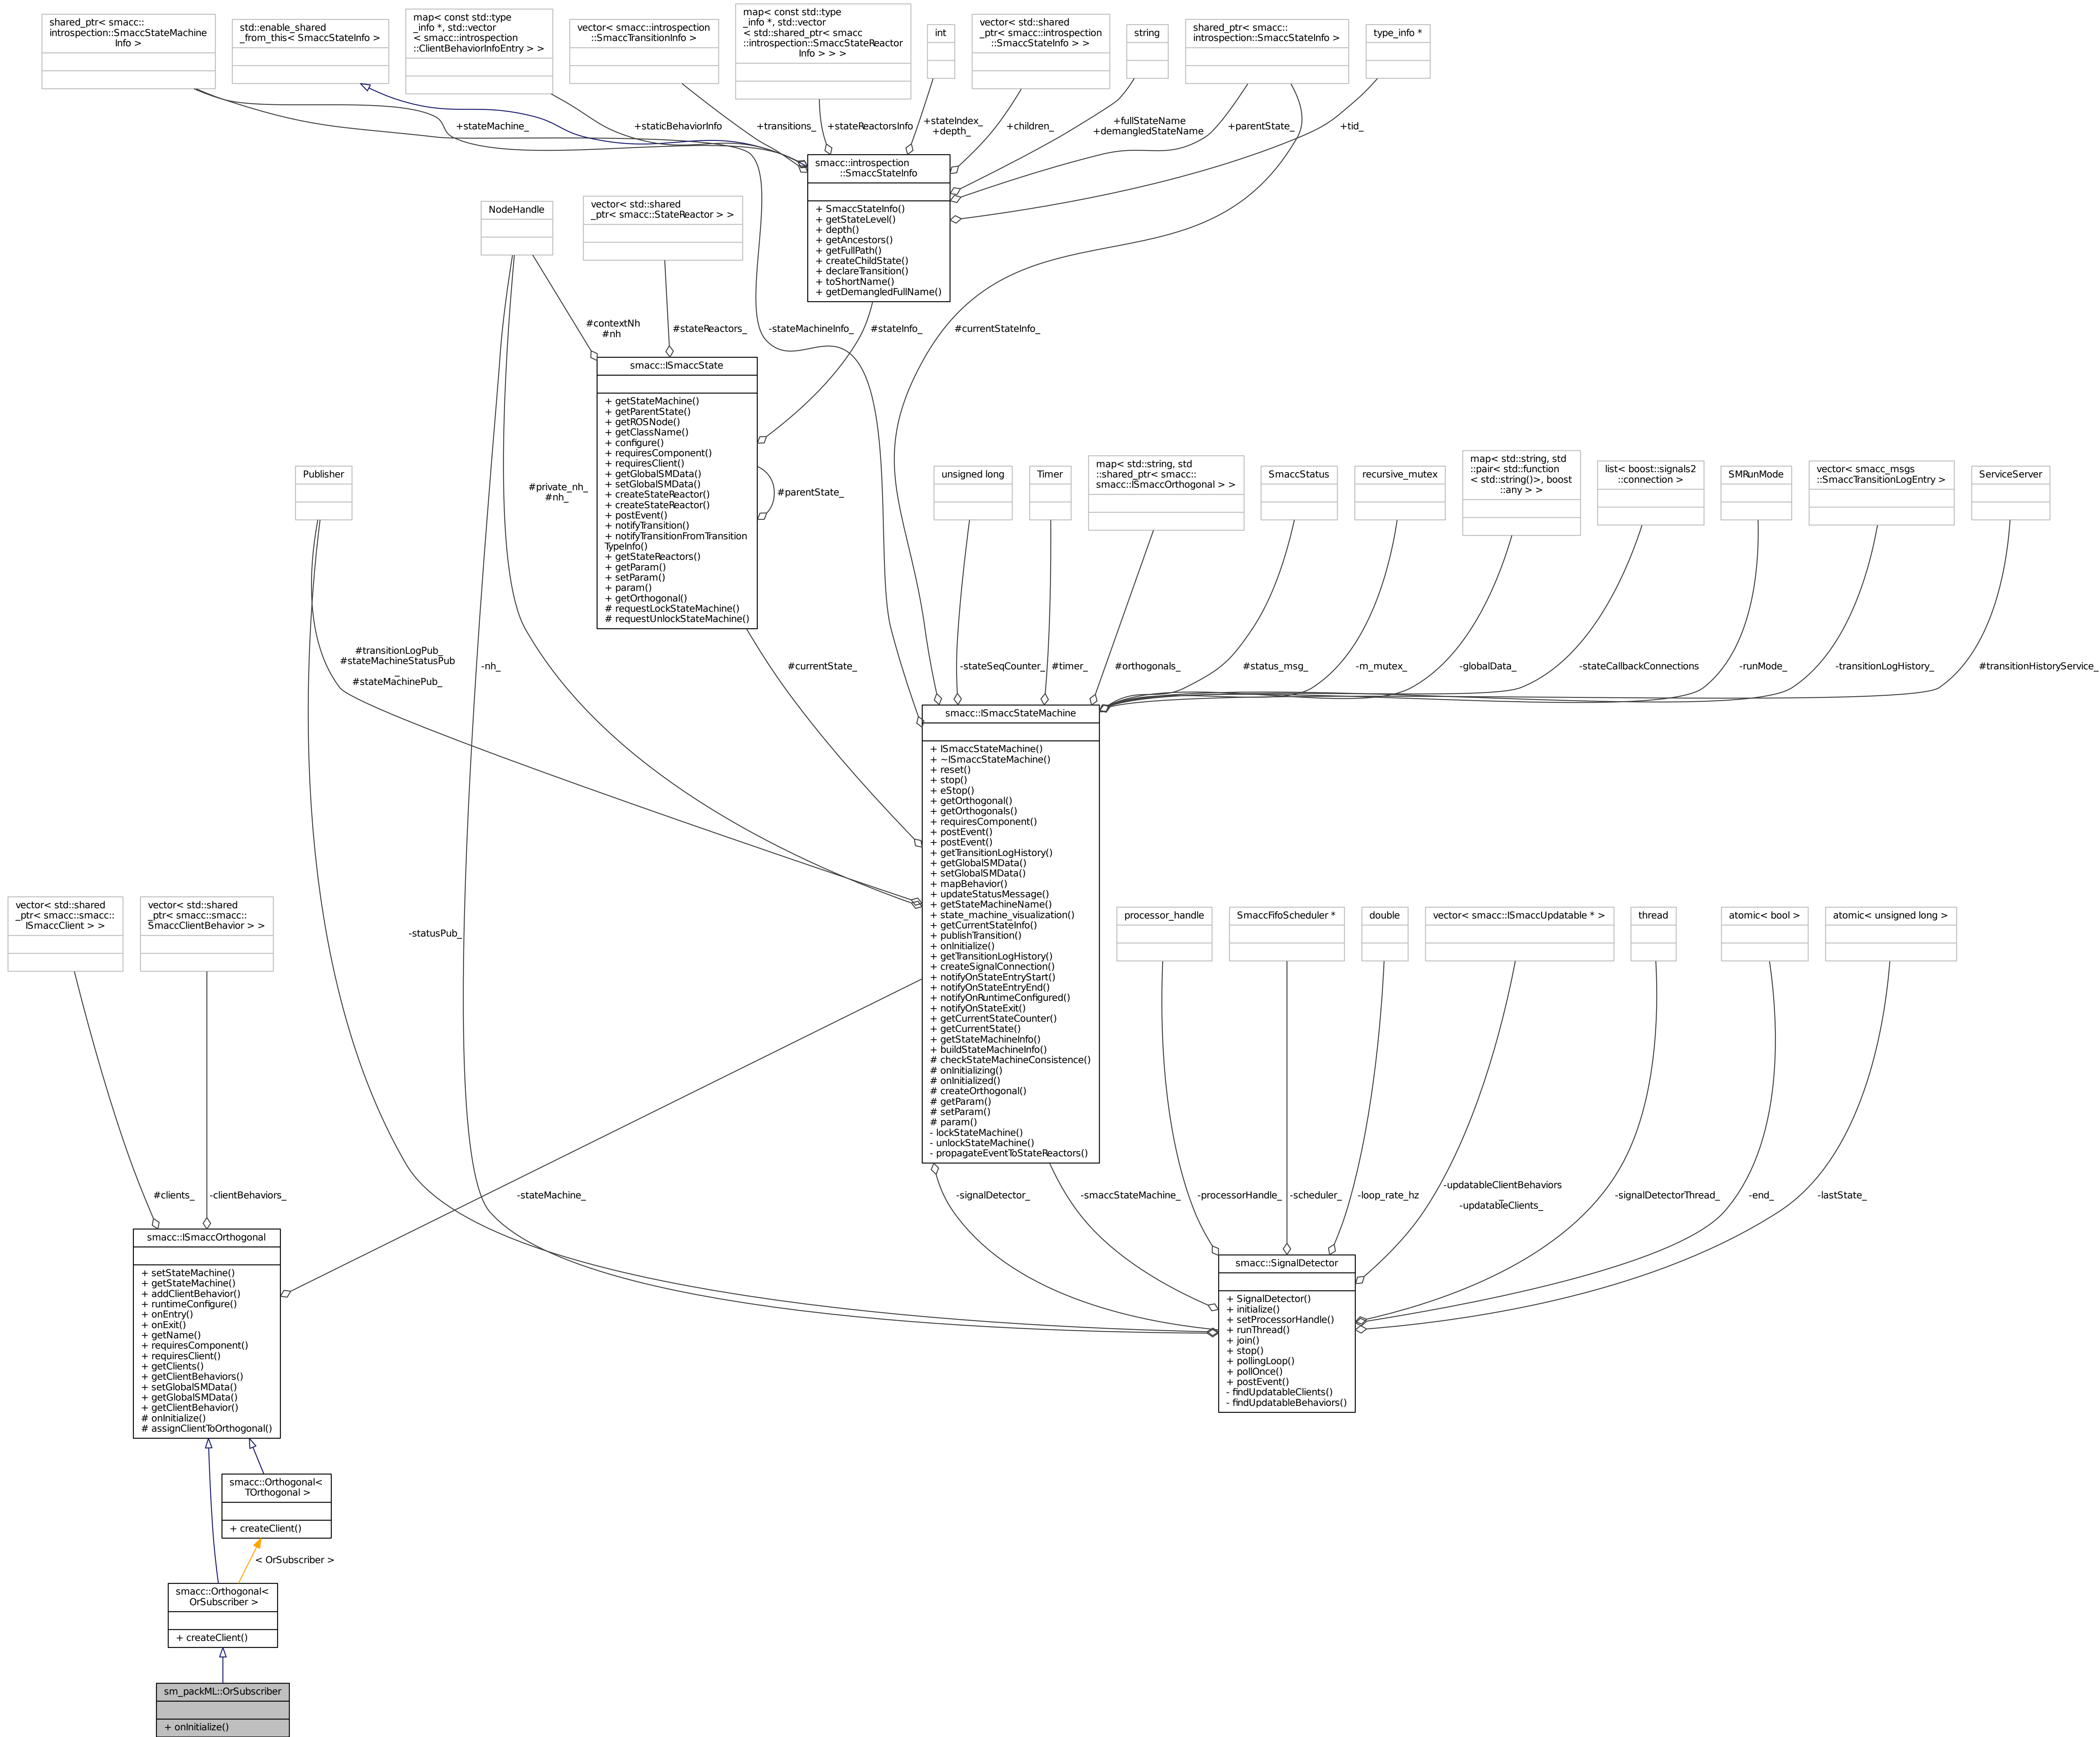 shared_ptr< smacc::
introspection::SmaccStateMachine
Info >
std::enable_shared
_from_this< SmaccStateInfo >
map< const std::type
_info *, std::vector
< smacc::introspection
::ClientBehaviorInfoEntry > >
vector< smacc::introspection
::SmaccTransitionInfo >
map< const std::type
_info *, std::vector
< std::shared_ptr< smacc
::introspection::SmaccStateReactor
Info > > >
int
vector< std::shared
_ptr< smacc::introspection
::SmaccStateInfo > >
string
shared_ptr< smacc::
introspection::SmaccStateInfo >
type_info *
+stateMachine_
+staticBehaviorInfo
+transitions_
+stateReactorsInfo
+stateIndex_
+depth_
+children_
+fullStateName
+demangledStateName
+parentState_
+tid_
smacc::introspection
::SmaccStateInfo
+ SmaccStateInfo()
+ getStateLevel()
+ depth()
+ getAncestors()
+ getFullPath()
+ createChildState()
+ declareTransition()
+ toShortName()
+ getDemangledFullName()
NodeHandle
vector< std::shared
_ptr< smacc::StateReactor > >
#contextNh
#nh
#stateReactors_
-stateMachineInfo_
#stateInfo_
#currentStateInfo_
smacc::ISmaccState
+ getStateMachine()
+ getParentState()
+ getROSNode()
+ getClassName()
+ configure()
+ requiresComponent()
+ requiresClient()
+ getGlobalSMData()
+ setGlobalSMData()
+ createStateReactor()
+ createStateReactor()
+ postEvent()
+ notifyTransition()
+ notifyTransitionFromTransition
TypeInfo()
+ getStateReactors()
+ getParam()
+ setParam()
+ param()
+ getOrthogonal()
# requestLockStateMachine()
# requestUnlockStateMachine()
#parentState_
Publisher
#private_nh_
#nh_
unsigned long
Timer
map< std::string, std
::shared_ptr< smacc::
smacc::ISmaccOrthogonal > >
SmaccStatus
recursive_mutex
map< std::string, std
::pair< std::function
< std::string()>, boost
::any > >
list< boost::signals2
::connection >
SMRunMode
vector< smacc_msgs
::SmaccTransitionLogEntry >
ServiceServer
#transitionLogPub_
#stateMachineStatusPub
_
#stateMachinePub_
-nh_
#currentState_
-stateSeqCounter_
#timer_
#orthogonals_
#status_msg_
-m_mutex_
-globalData_
-stateCallbackConnections
-runMode_
-transitionLogHistory_
#transitionHistoryService_
smacc::ISmaccStateMachine
+ ISmaccStateMachine()
+ ~ISmaccStateMachine()
+ reset()
+ stop()
+ eStop()
+ getOrthogonal()
+ getOrthogonals()
+ requiresComponent()
+ postEvent()
+ postEvent()
+ getTransitionLogHistory()
+ getGlobalSMData()
+ setGlobalSMData()
+ mapBehavior()
+ updateStatusMessage()
+ getStateMachineName()
+ state_machine_visualization()
+ getCurrentStateInfo()
+ publishTransition()
+ onInitialize()
+ getTransitionLogHistory()
+ createSignalConnection()
+ notifyOnStateEntryStart()
+ notifyOnStateEntryEnd()
+ notifyOnRuntimeConfigured()
+ notifyOnStateExit()
+ getCurrentStateCounter()
+ getCurrentState()
+ getStateMachineInfo()
+ buildStateMachineInfo()
# checkStateMachineConsistence()
# onInitializing()
# onInitialized()
# createOrthogonal()
# getParam()
# setParam()
# param()
- lockStateMachine()
- unlockStateMachine()
- propagateEventToStateReactors()
vector< std::shared
_ptr< smacc::smacc::
ISmaccClient > >
vector< std::shared
_ptr< smacc::smacc::
SmaccClientBehavior > >
-statusPub_
processor_handle
SmaccFifoScheduler *
double
vector< smacc::ISmaccUpdatable * >
thread
atomic< bool >
atomic< unsigned long >
#clients_
-clientBehaviors_
-stateMachine_
-signalDetector_
-smaccStateMachine_
-processorHandle_
-scheduler_
-loop_rate_hz
-updatableClientBehaviors
_
-updatableClients_
-signalDetectorThread_
-end_
-lastState_
smacc::ISmaccOrthogonal
+ setStateMachine()
+ getStateMachine()
+ addClientBehavior()
+ runtimeConfigure()
+ onEntry()
+ onExit()
+ getName()
+ requiresComponent()
+ requiresClient()
+ getClients()
+ getClientBehaviors()
+ setGlobalSMData()
+ getGlobalSMData()
+ getClientBehavior()
# onInitialize()
# assignClientToOrthogonal()
smacc::SignalDetector
+ SignalDetector()
+ initialize()
+ setProcessorHandle()
+ runThread()
+ join()
+ stop()
+ pollingLoop()
+ pollOnce()
+ postEvent()
- findUpdatableClients()
- findUpdatableBehaviors()
smacc::Orthogonal<
TOrthogonal >
+ createClient()
< OrSubscriber >
smacc::Orthogonal<
OrSubscriber >
+ createClient()
sm_packML::OrSubscriber
+ onInitialize()